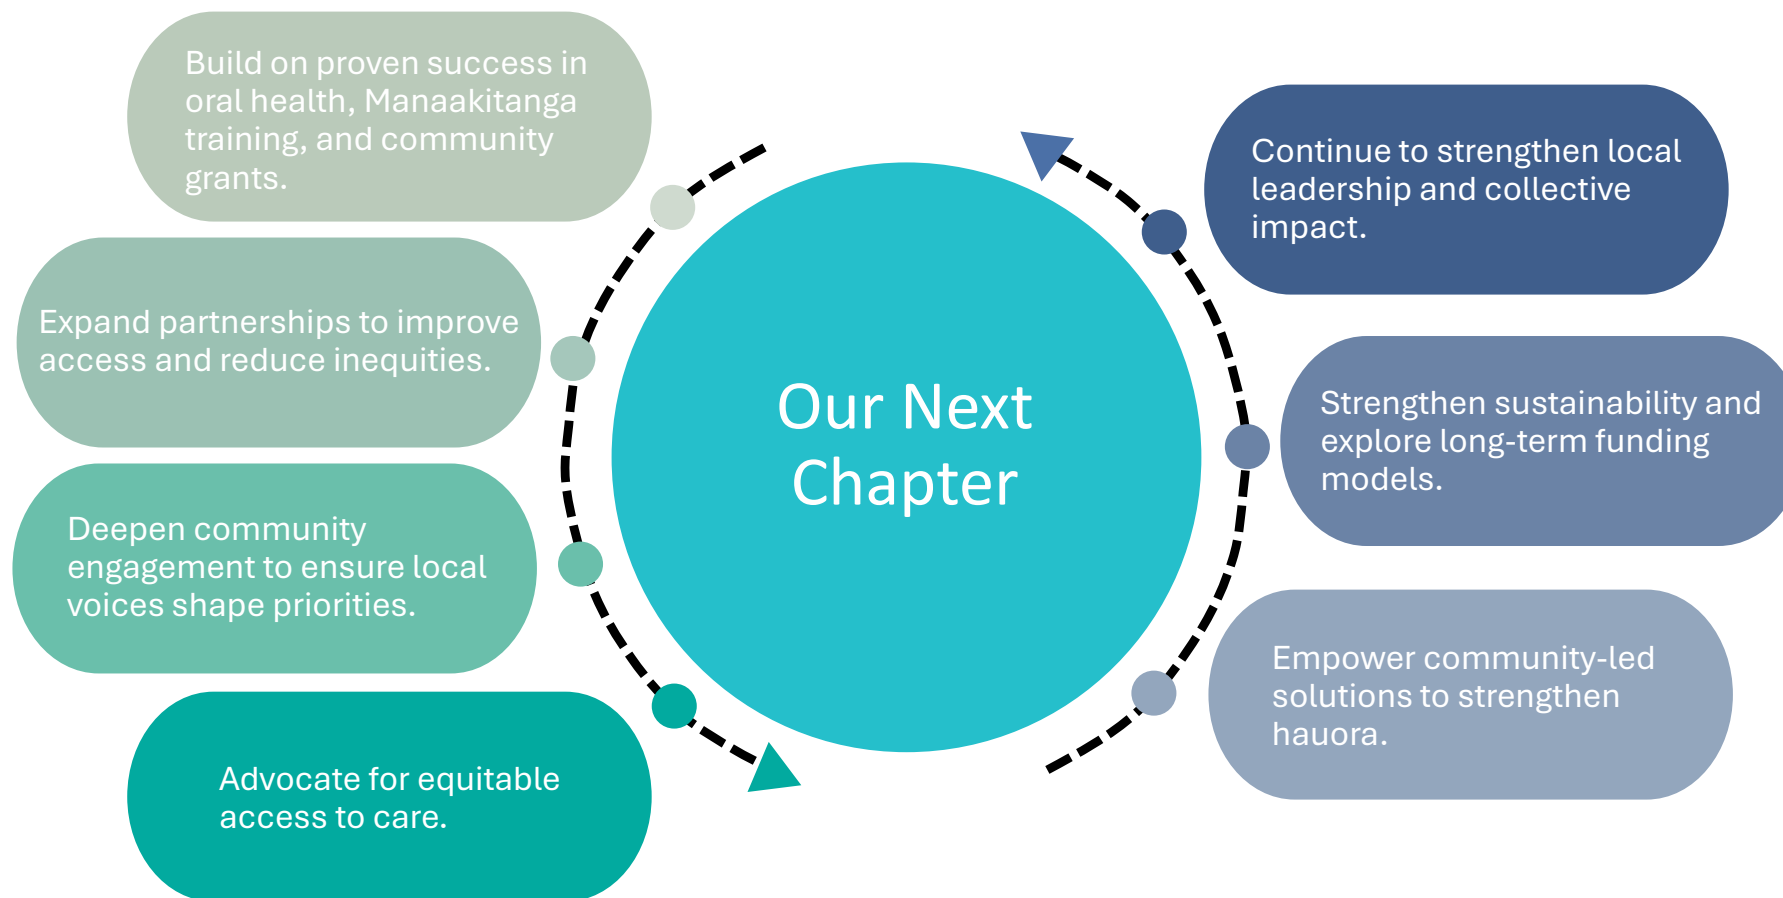 Build on proven success in
oral health, Manaakitanga
training, and community
grants.
Expand partnerships to improve
access and reduce inequities.
Deepen community
engagement to ensure local
voices shape priorities.
Advocate for equitable
access to care.
Our Next
Chapter
Continue to strengthen local
leadership and collective
impact.
Strengthen sustainability and
explore long-term funding
models.
Empower community-led
solutions to strengthen
hauora.